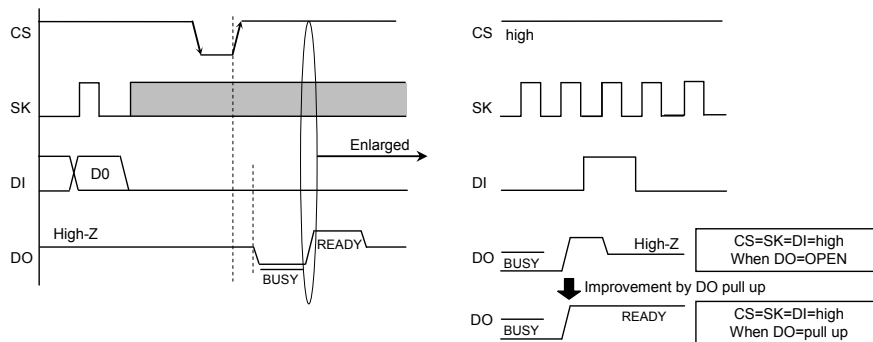 CS
SK
DI
D0
High-Z
DO
BUSY
READY
Enlarged
CS
high
SK
DI
DO
BUSY
High-Z
CS=SK=DI=high
When DO=OPEN
Improvement by DO pull up
DO
BUSY
READY
CS=SK=DI=high
When DO=pull up